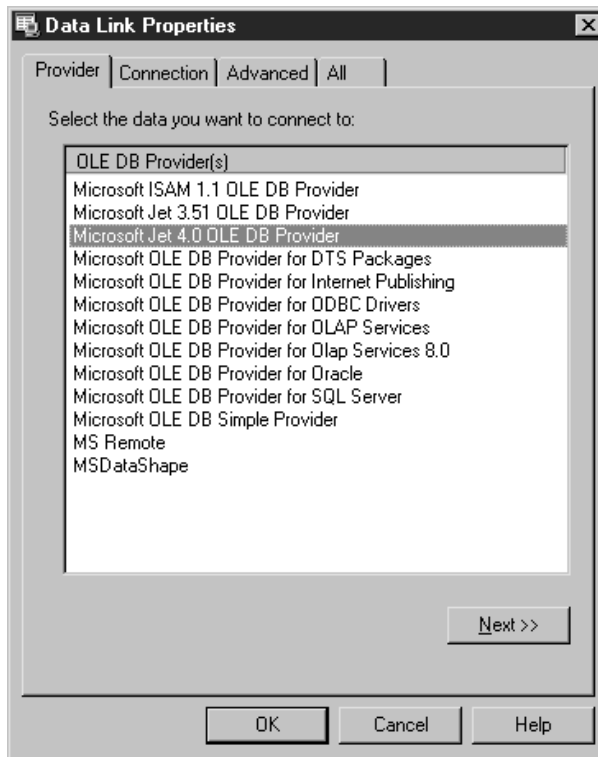 Data Link Properties
Provider Connection Advanced All
Select the data you want to connect to:
OLE DB Provider(s)
Microsoft ISAM 1.1 OLE DB Provider
Microsoft Jet 3.51 OLE DB Provider
Microsoft Jet 4.0 OLE DB Provider
Microsoft OLE DB Provider for DTS Packages
Microsoft OLE DB Provider for Internet Publishing
Microsoft OLE DB Provider for ODBC Drivers
Microsoft OLE DB Provider for OLAP Services
Microsoft OLE DB Provider for Olap Services 8.0
Microsoft OLE DB Provider for Oracle
Microsoft OLE DB Provider for SQL Server
Microsoft OLE DB Simple Provider
MS Remote
MSDataShape
Next >>
OK Cancel Help